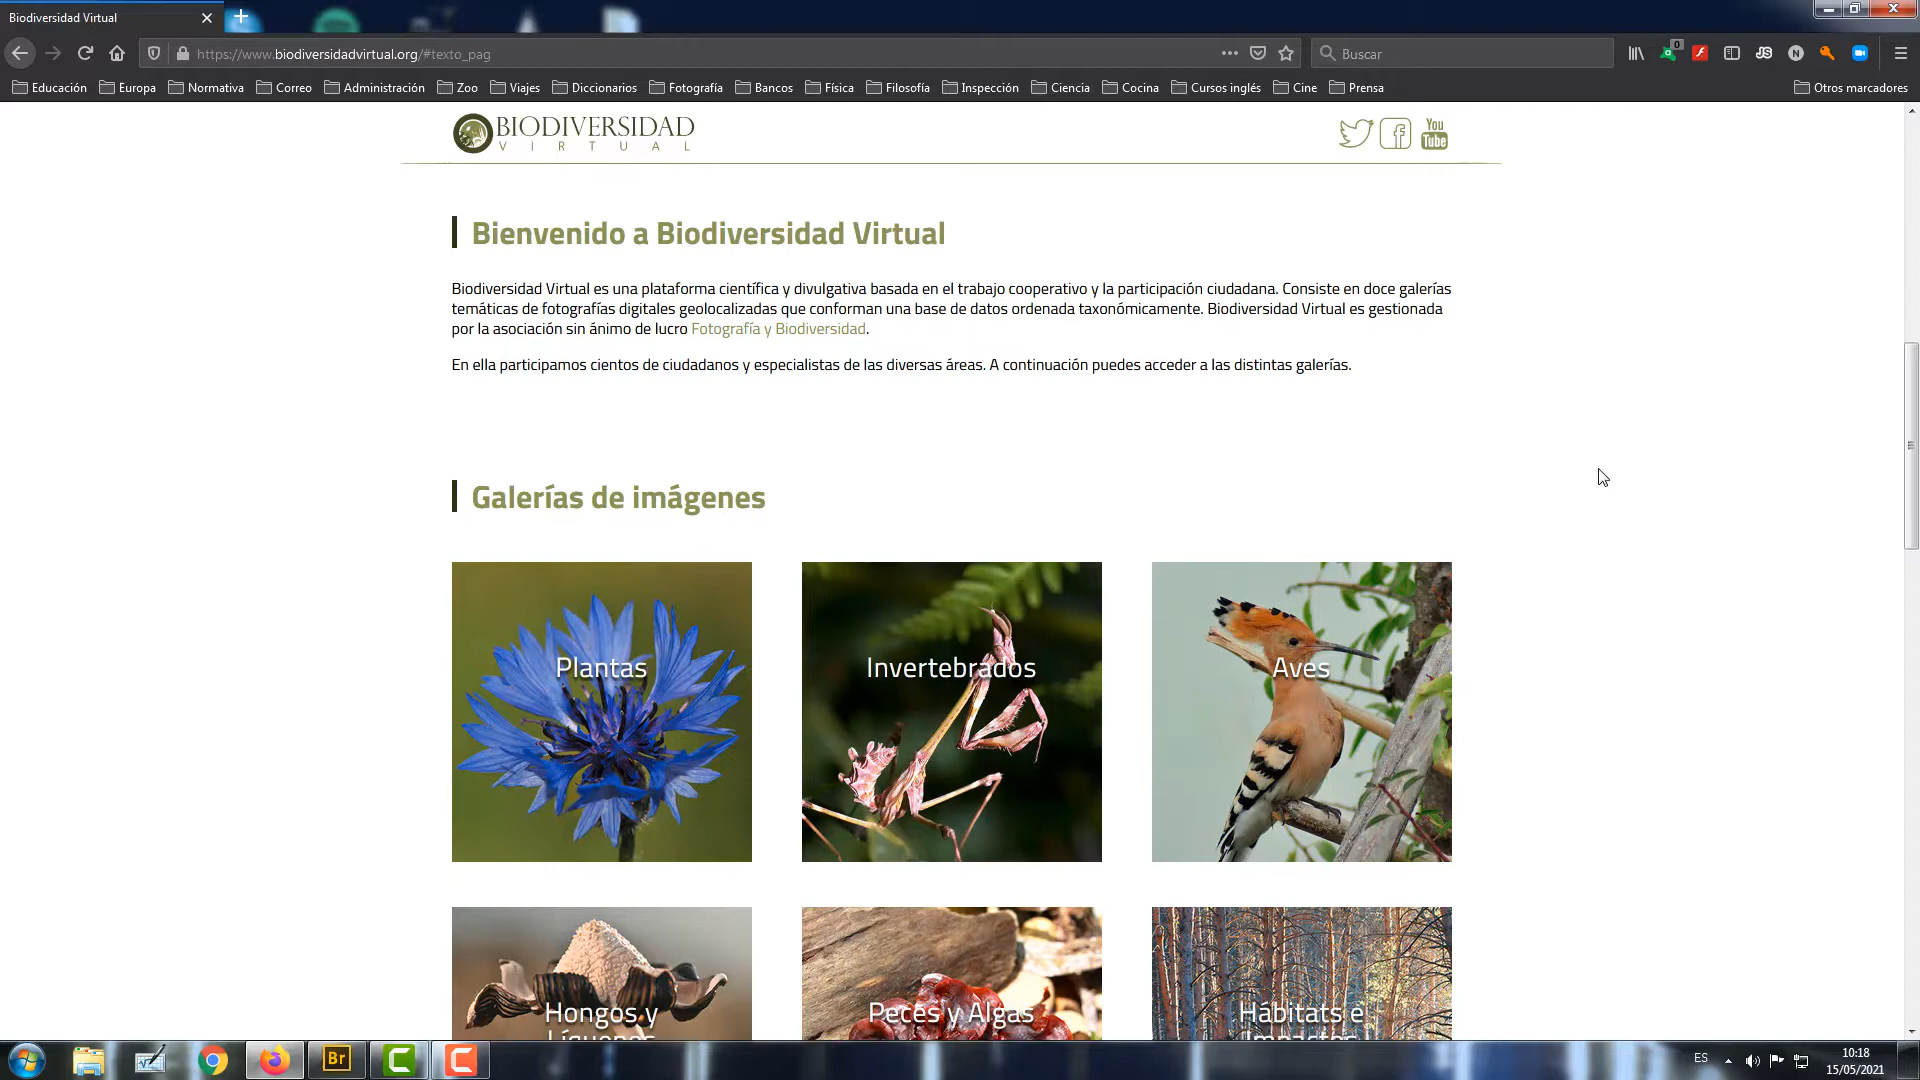 Biodiversidad Virtual
https://www.biodiversidadvirtual.org/#texto_pag
Buscar
0
Educación Europa Normativa Correo Administración Zoo Viajes Diccionarios Fotografía Bancos Física Filosofía Inspección Ciencia Cocina Cursos inglés Cine Prensa Otros marcadores
BIODIVERSIDAD
VIRTUAL
You
Tube
Bienvenido a Biodiversidad Virtual
Biodiversidad Virtual es una plataforma científica y divulgativa basada en el trabajo cooperativo y la participación ciudadana. Consiste en doce galerías
temáticas de fotografías digitales geolocalizadas que conforman una base de datos ordenada taxonómicamente. Biodiversidad Virtual es gestionada
por la asociación sin ánimo de lucro Fotografía y Biodiversidad.
En ella participamos cientos de ciudadanos y especialistas de las diversas áreas. A continuación puedes acceder a las distintas galerías.
Galerías de imágenes
Plantas
Invertebrados
Aves
Hongos y
Líquenes
Peces y Algas
Hábitats e
Impactos
Br
ES
10:18
15/05/2021